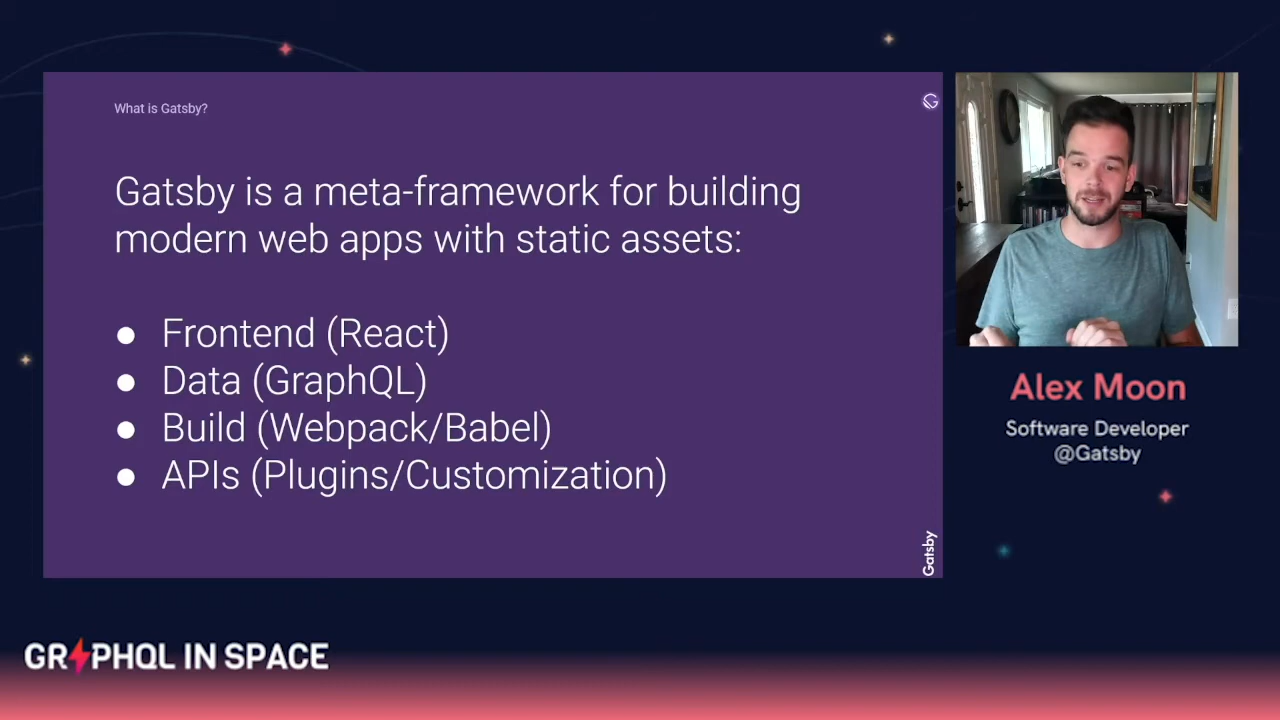 What is Gatsby?
Gatsby is a meta-framework for building
modern web apps with static assets:
● Frontend (React)
● Data (GraphQL)
● Build (Webpack/Babel)
● APIs (Plugins/Customization)
Gatsby
Alex Moon
Software Developer
@Gatsby
GRAPHQL IN SPACE